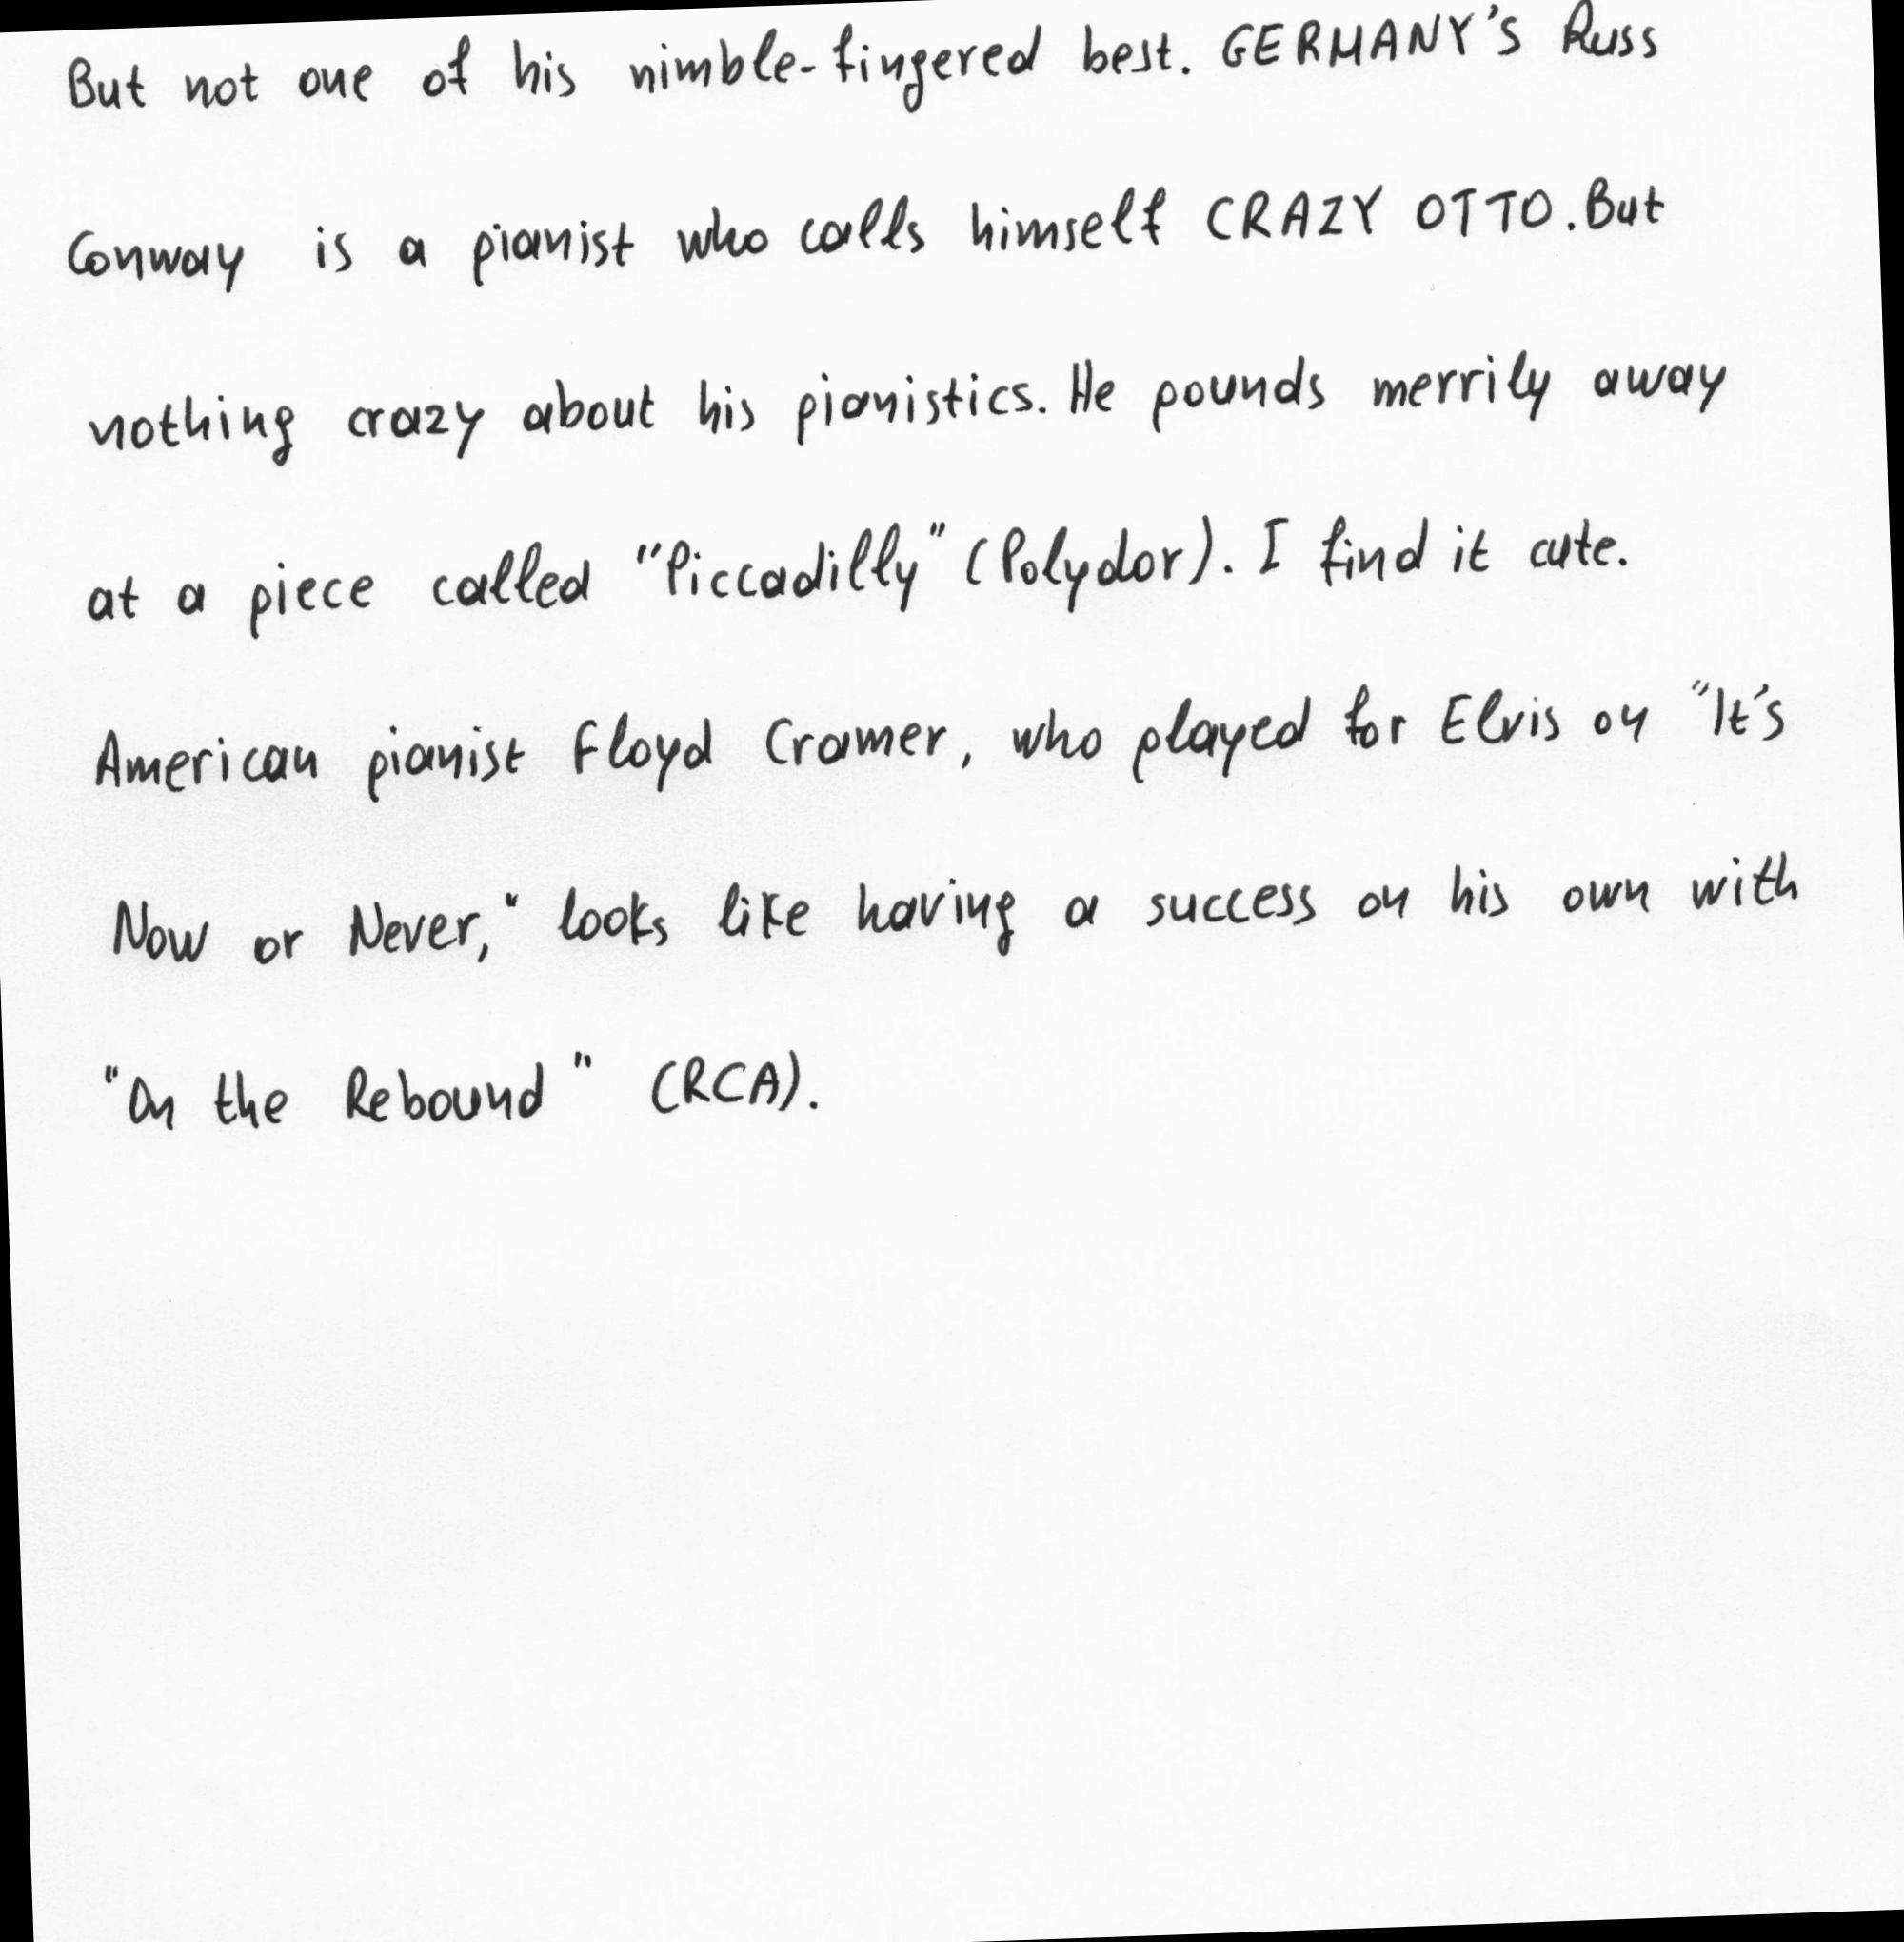 But not one of his nimble-fingered best. GERMANY'S Russ
Conway is a pianist who calls himself CRAZY OTTO. But
nothing crazy about his pianistics. He pounds merrily away
at a piece called "Piccadilly" (Polydor). I find it cute.
American pianist Floyd Cramer, who played for Elvis on "It's
Now or Never," looks like having a success on his own with
"On the Rebound" (RCA).